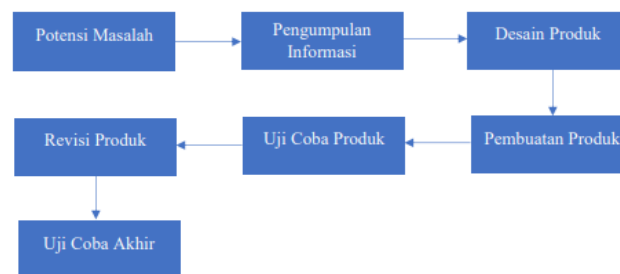 Potensi Masalah
Pengumpulan
Informasi
Desain Produk
Pembuatan Produk
Uji Coba Produk
Revisi Produk
Uji Coba Akhir